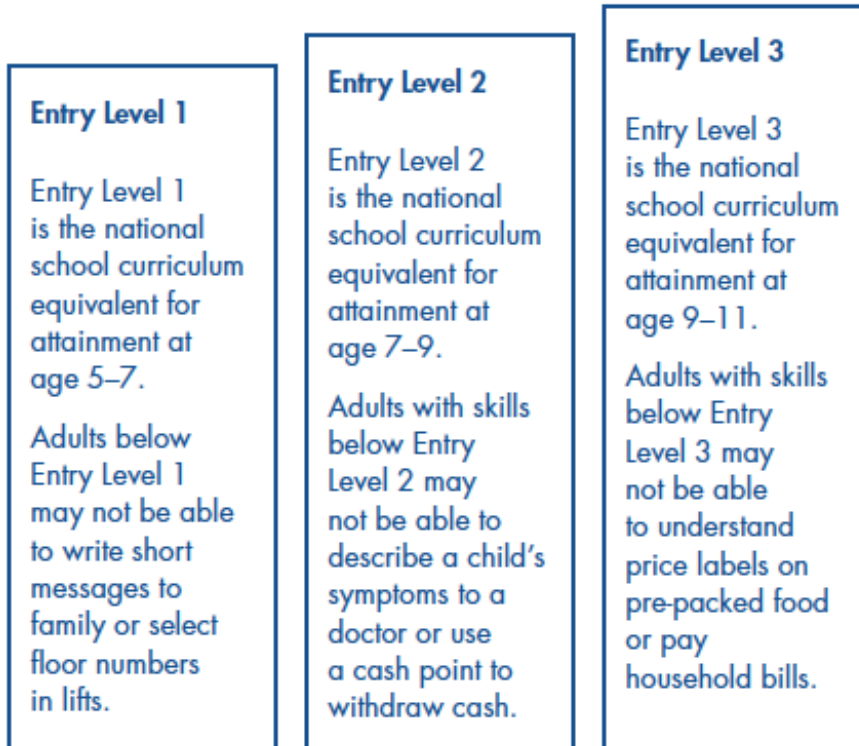 Entry Level 1
Entry Level 1
is the national
school curriculum
equivalent for
attainment at
age 5–7.
Adults below
Entry Level 1
may not be able
to write short
messages to
family or select
floor numbers
in lifts.
Entry Level 2
Entry Level 2
is the national
school curriculum
equivalent for
attainment at
age 7–9.
Adults with skills
below Entry
Level 2 may
not be able to
describe a child’s
symptoms to a
doctor or use
a cash point to
withdraw cash.
Entry Level 3
Entry Level 3
is the national
school curriculum
equivalent for
attainment at
age 9–11.
Adults with skills
below Entry
Level 3 may
not be able
to understand
price labels on
pre-packed food
or pay
household bills.